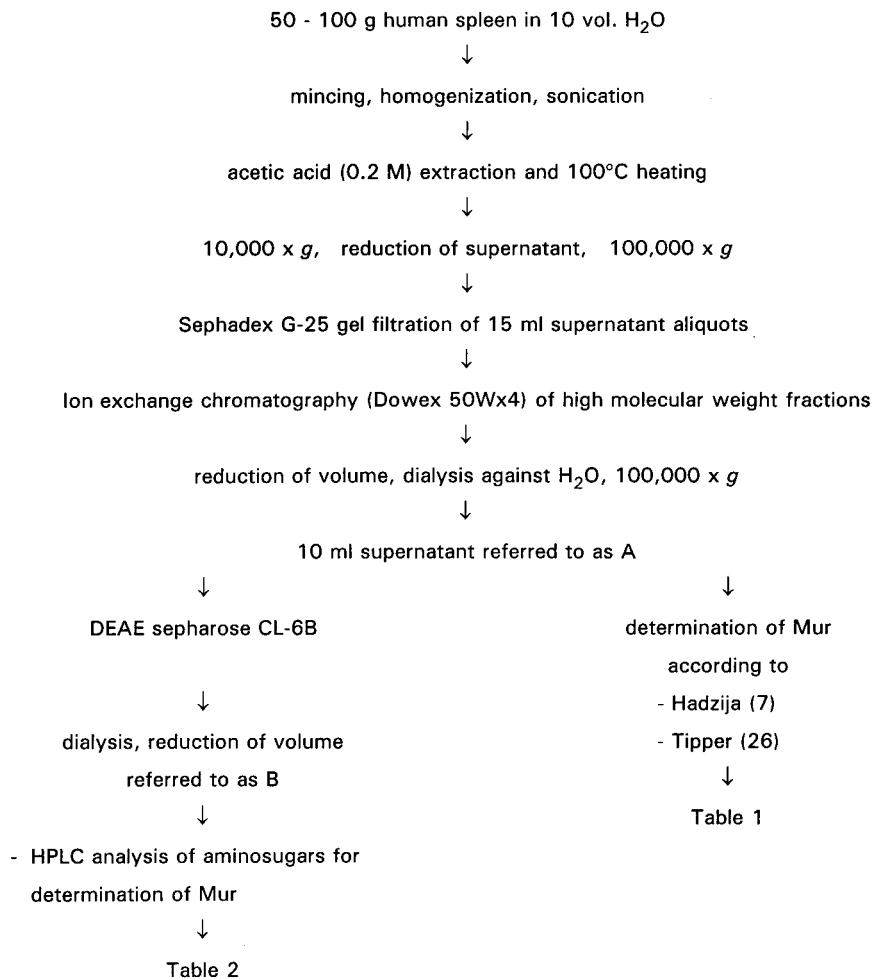 50 - 100 g human spleen in 10 vol. H₂O
↓
mincing, homogenization, sonication
↓
acetic acid (0.2 M) extraction and 100°C heating
↓
10,000 x g, reduction of supernatant, 100,000 x g
↓
Sephadex G-25 gel filtration of 15 ml supernatant aliquots
↓
Ion exchange chromatography (Dowex 50Wx4) of high molecular weight fractions
↓
reduction of volume, dialysis against H₂O, 100,000 x g
↓
10 ml supernatant referred to as A
↓
DEAE sepharose CL-6B
↓
dialysis, reduction of volume
referred to as B
↓
- HPLC analysis of aminosugars for
determination of Mur
↓
Table 2
↓
determination of Mur
according to
- Hadzija (7)
- Tipper (26)
↓
Table 1